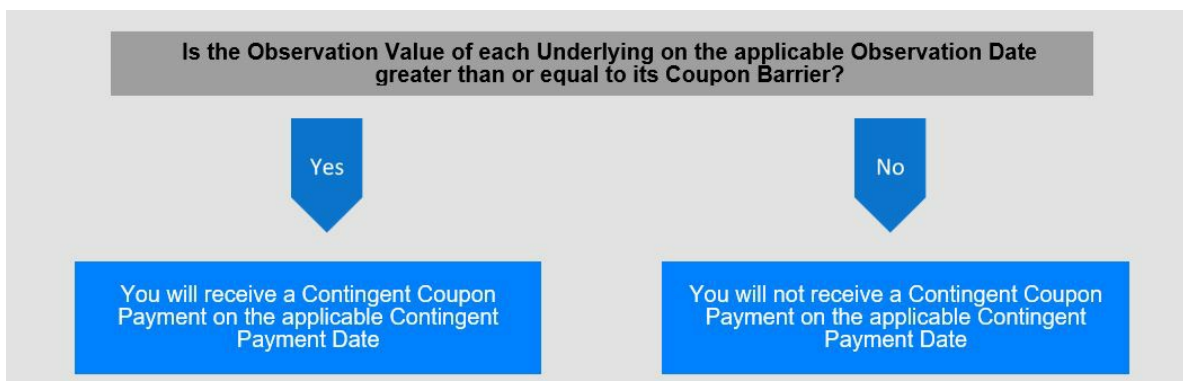 Is the Observation Value of each Underlying on the applicable Observation Date
greater than or equal to its Coupon Barrier?
Yes
No
You will receive a Contingent Coupon
Payment on the applicable Contingent
Payment Date
You will not receive a Contingent Coupon
Payment on the applicable Contingent
Payment Date